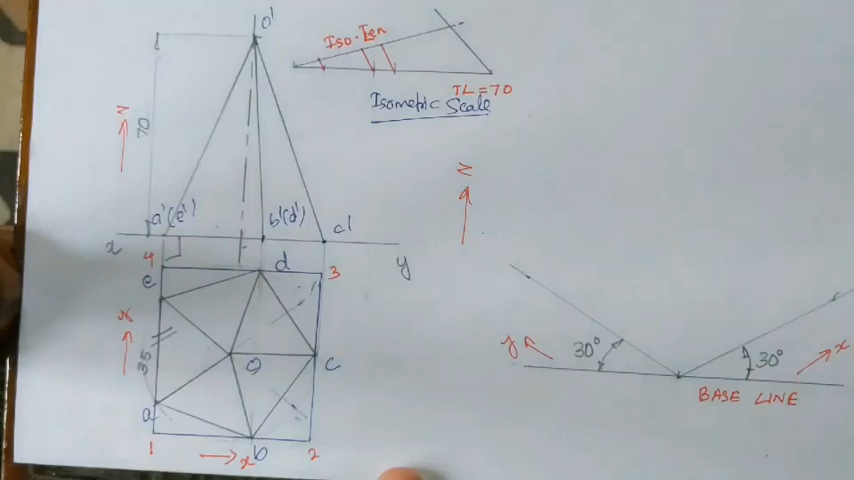 o'
Iso. Len
TL = 70
Isometric Scale
z
70
z
a'(e')
b'(d')
c'
x
y
4
e
d
3
x
35
o
c
a
1
x
b
2
y
30°
30°
x
BASE LINE